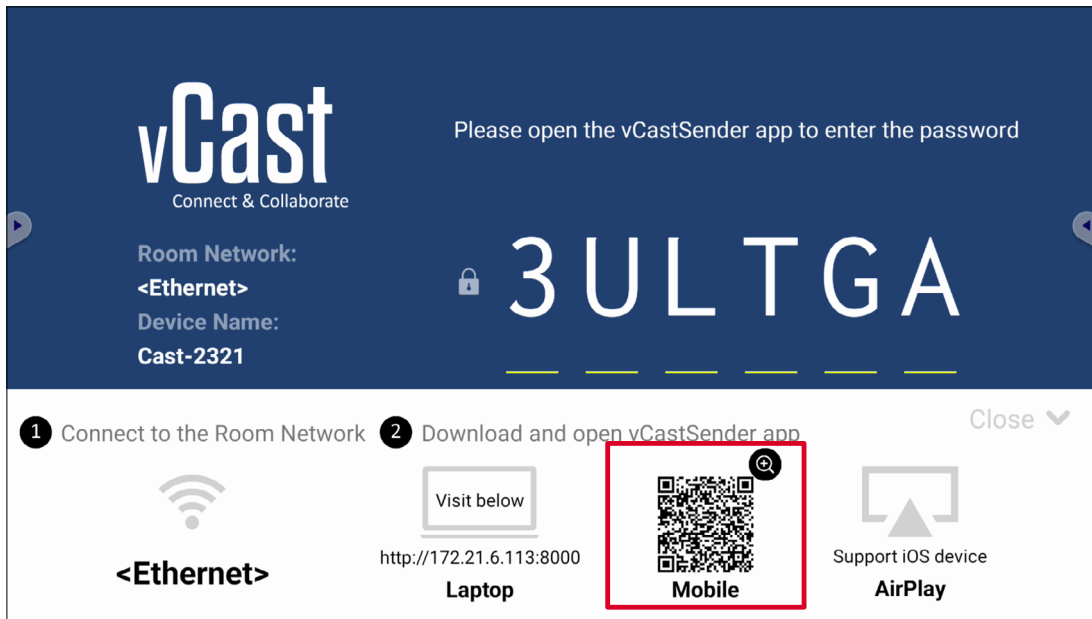 vCast
Connect & Collaborate
Please open the vCastSender app to enter the password
Room Network:
<Ethernet>
Device Name:
Cast-2321
3ULTGA
1 Connect to the Room Network
2 Download and open vCastSender app
Close
<Ethernet>
Visit below
http://172.21.6.113:8000
Laptop
Mobile
Support iOS device
AirPlay